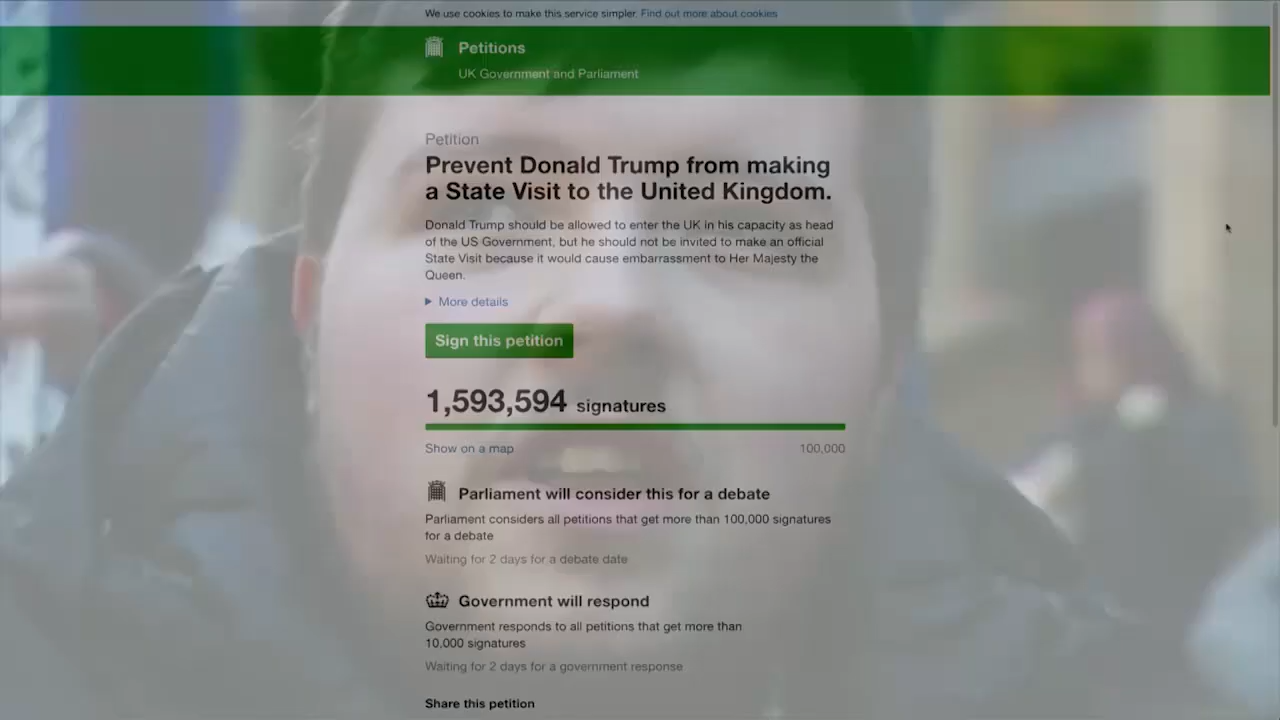 We use cookies to make this service simpler. Find out more about cookies
Petitions
UK Government and Parliament
Petition
Prevent Donald Trump from making
a State Visit to the United Kingdom.
Donald Trump should be allowed to enter the UK in his capacity as head
of the US Government, but he should not be invited to make an official
State Visit because it would cause embarrassment to Her Majesty the
Queen.
More details
Sign this petition
1,593,594 signatures
Show on a map 100,000
Parliament will consider this for a debate
Parliament considers all petitions that get more than 100,000 signatures
for a debate
Waiting for 2 days for a debate date
Government will respond
Government responds to all petitions that get more than
10,000 signatures
Waiting for 2 days for a government response
Share this petition